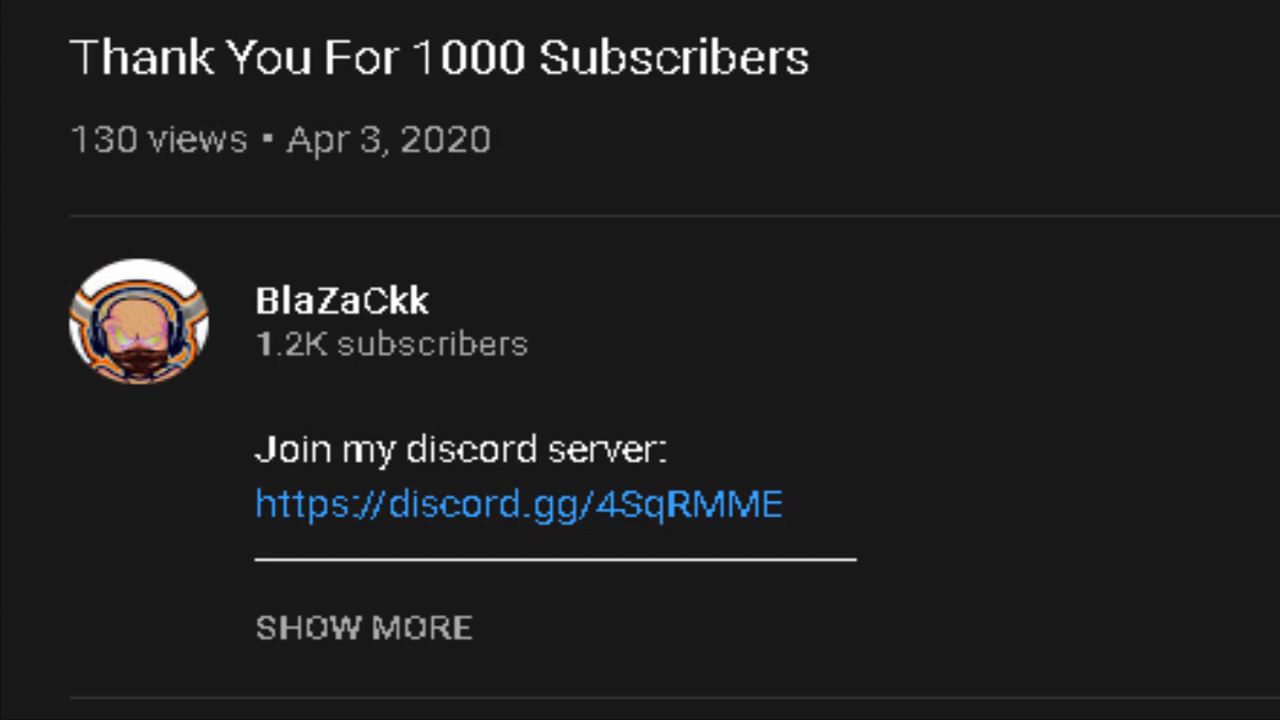 Thank You For 1000 Subscribers
130 views • Apr 3, 2020
BlaZaCkk
1.2K subscribers
Join my discord server:
https://discord.gg/4SqRMME
SHOW MORE